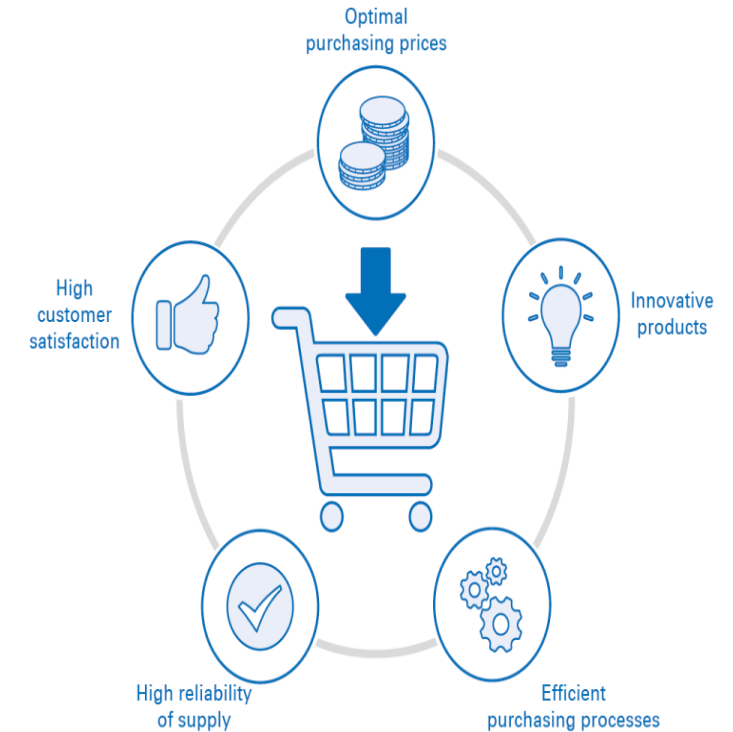 Optimal
purchasing prices
High
customer
satisfaction
Innovative
products
High reliability
of supply
Efficient
purchasing processes